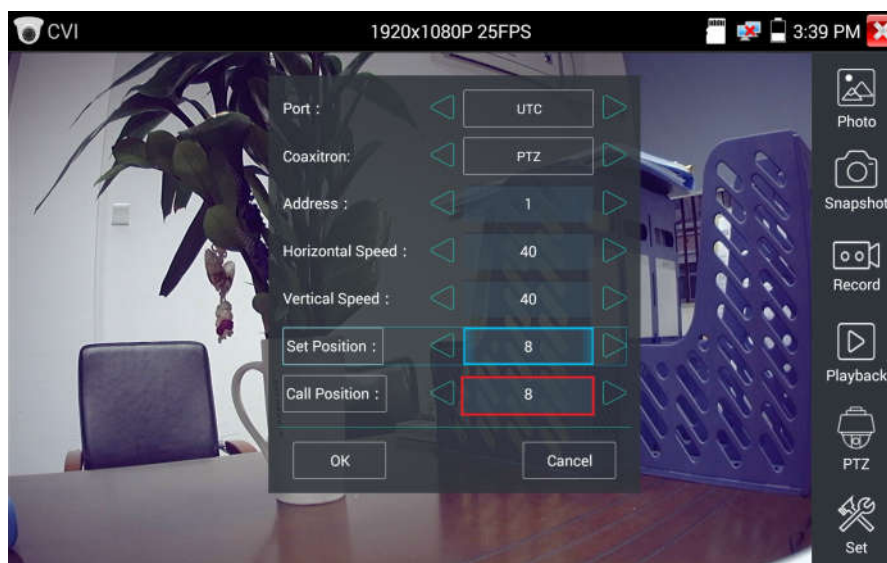 CVI
1920x1080P 25FPS
3:39 PM
Port :
UTC
Coaxitron:
PTZ
Address :
1
Horizontal Speed :
40
Vertical Speed :
40
Set Position :
8
Call Position :
8
OK
Cancel
Photo
Snapshot
Record
Playback
PTZ
Set